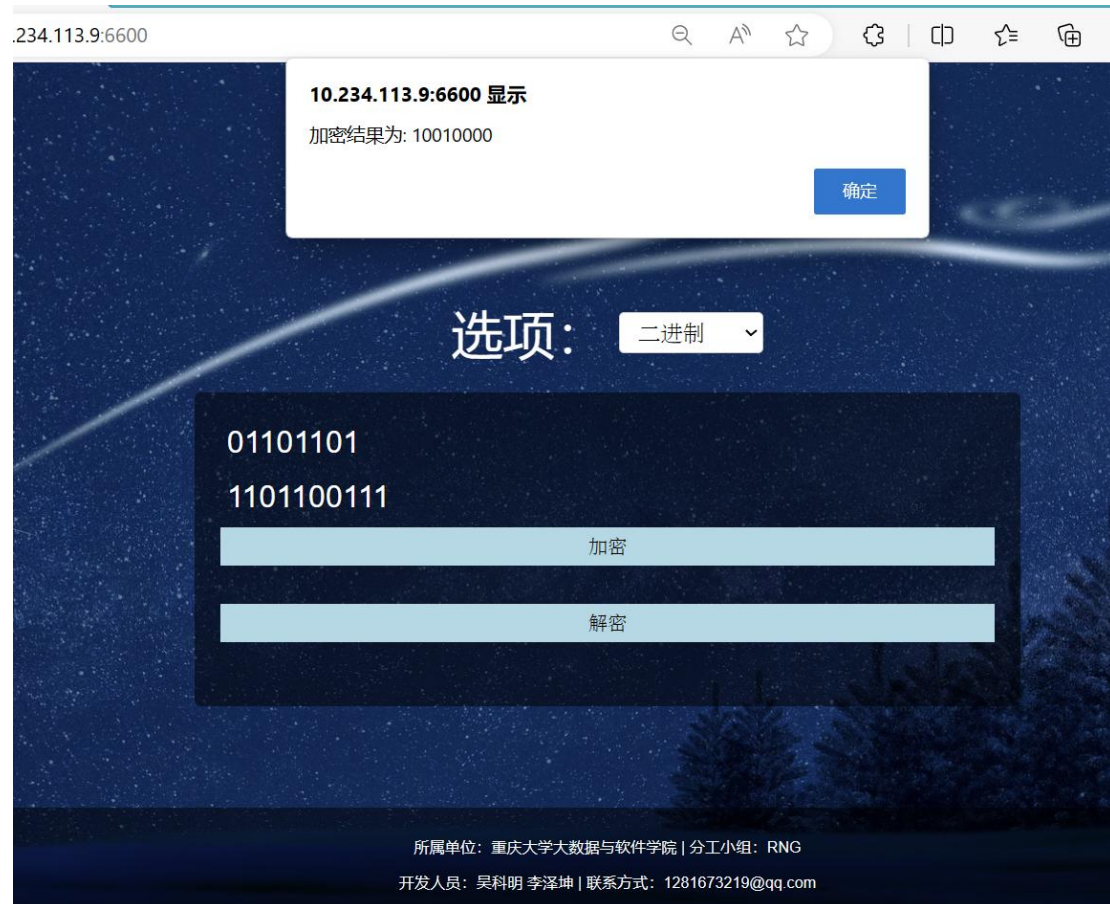 .234.113.9:6600
10.234.113.9:6600 显示
加密结果为: 10010000
确定
选项：
二进制
01101101
1101100111
加密
解密
所属单位：重庆大学大数据与软件学院 | 分工小组：RNG
开发人员：吴科明 李泽坤 | 联系方式：1281673219@qq.com